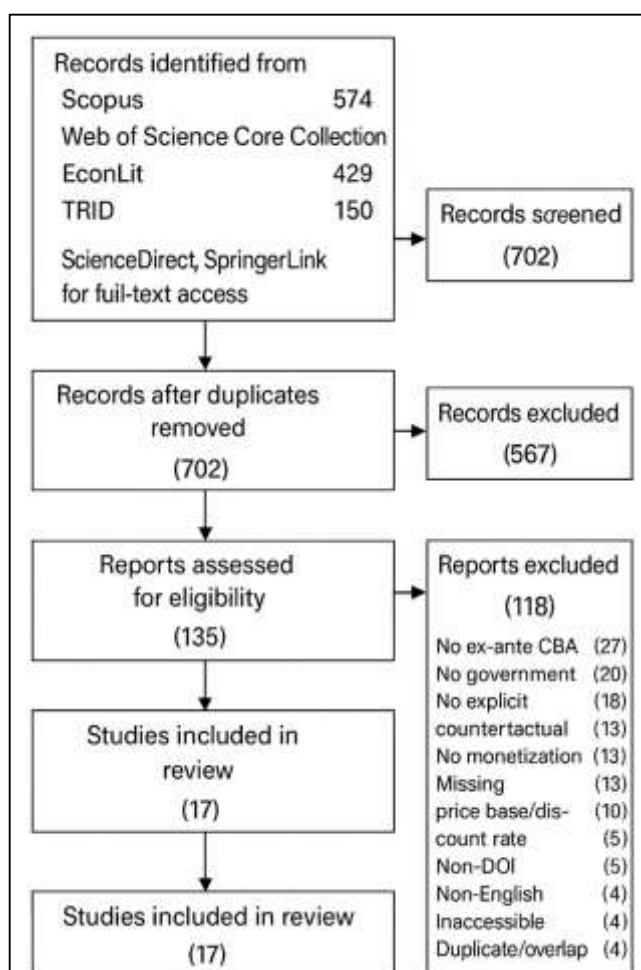 Records identified from
Scopus 574
Web of Science Core Collection
EconLit 429
TRID 150
ScienceDirect, SpringerLink
for fuil-text access
Records screened
(702)
Records after duplicates
removed
(702)
Records excluded
(567)
Reports assessed
for eligibility
(135)
Reports excluded
(118)
No ex-ante CBA (27)
No government (20)
No explicit (18)
countertactual (13)
No monetization (13)
Missing (13)
price base/dis- (10)
count rate (5)
Non-DOI (5)
Non-English (4)
Inaccessible (4)
Duplicate/overlap (4)
Studies included in
review
(17)
Studies included in review
(17)